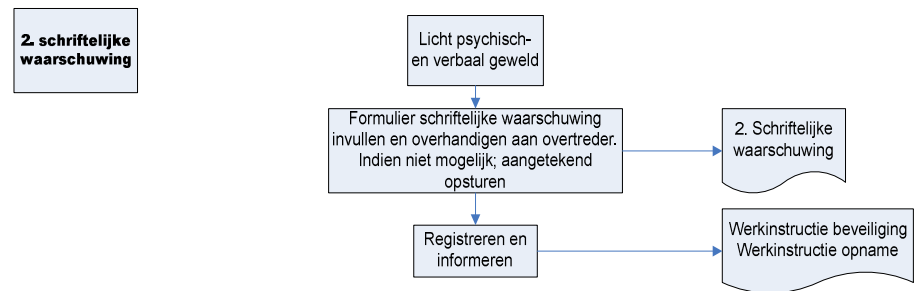 2. schriftelijke
waarschuwing
Licht psychisch-
en verbaal geweld
Formulier schriftelijke waarschuwing
invullen en overhandigen aan overtreder.
Indien niet mogelijk; aangetekend
opsturen
2. Schriftelijke
waarschuwing
Registreren en
informeren
Werkinstructie beveiliging
Werkinstructie opname